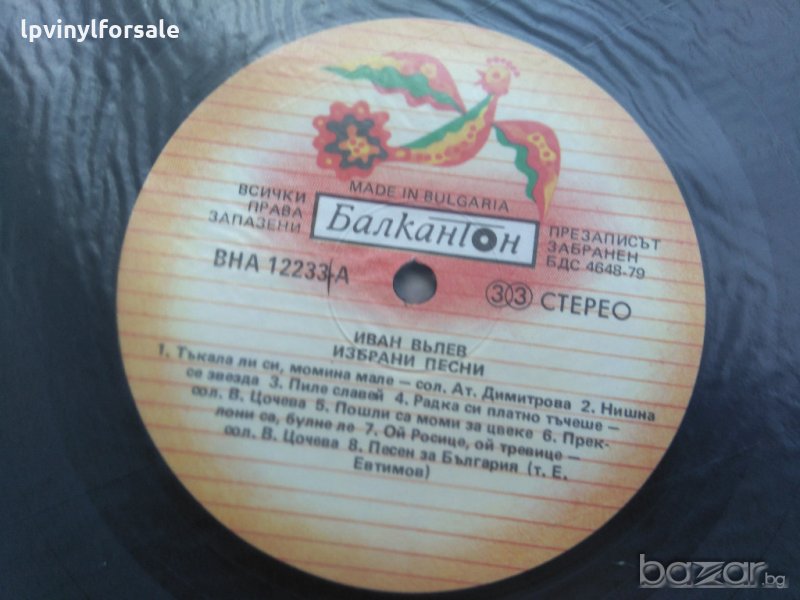 lpvinylforsale
MADE IN BULGARIA
ВСИЧКИ
ПРАВА
ЗАПАЗЕНИ
Балкантон
ПРЕЗАПИСЪТ
ЗАБРАНЕН
БДС 4648-79
ВНА 12233-А
33 СТЕРЕО
ИВАН ВЪЛЕВ
ИЗБРАНИ ПЕСНИ
1. Тъкала ли си, момина мале — сол. Ат. Димитрова 2. Нишна
се звезда 3. Пиле славей 4. Радка си платно тъчеше —
сол. В. Цочева 5. Пошли са моми за цвеке 6. Прек-
лони са, булне ле 7. Ой Росице, ой тревице —
сол. В. Цочева 8. Песен за България (т. Е.
Евтимов)
bazar.bg